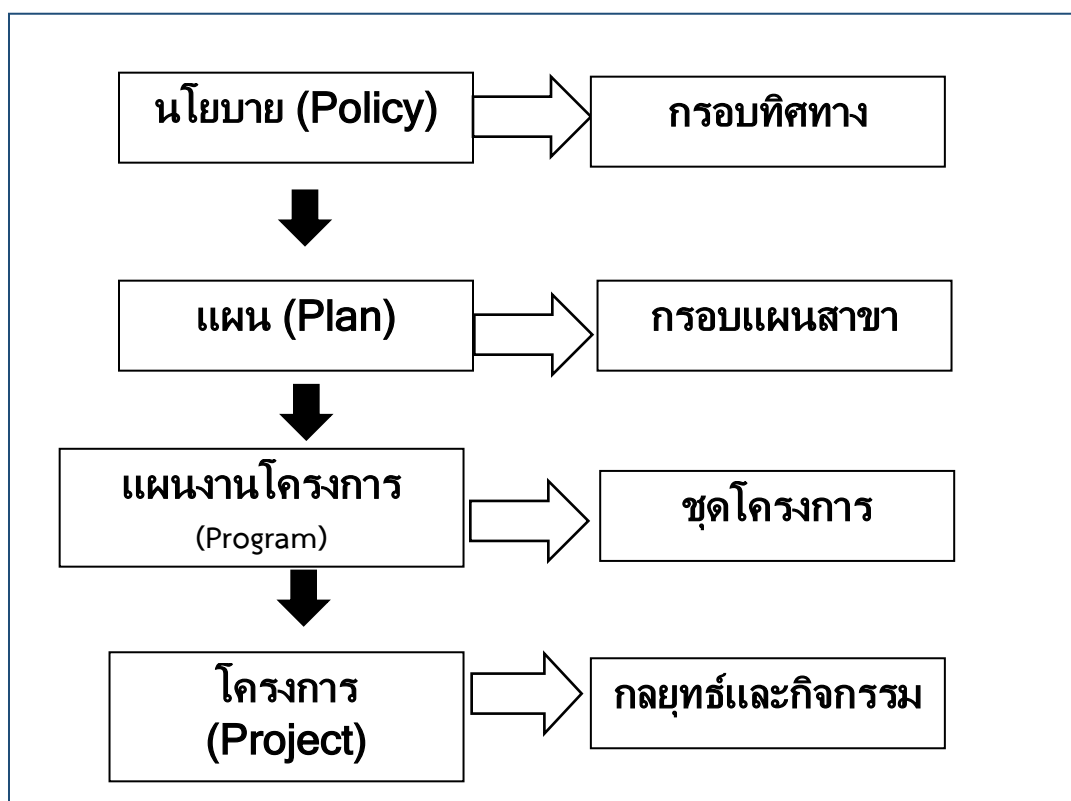 นโยบาย (Policy)
กรอบทิศทาง
แผน (Plan)
กรอบแผนสาขา
แผนงานโครงการ
(Program)
ชุดโครงการ
โครงการ
(Project)
กลยุทธ์และกิจกรรม